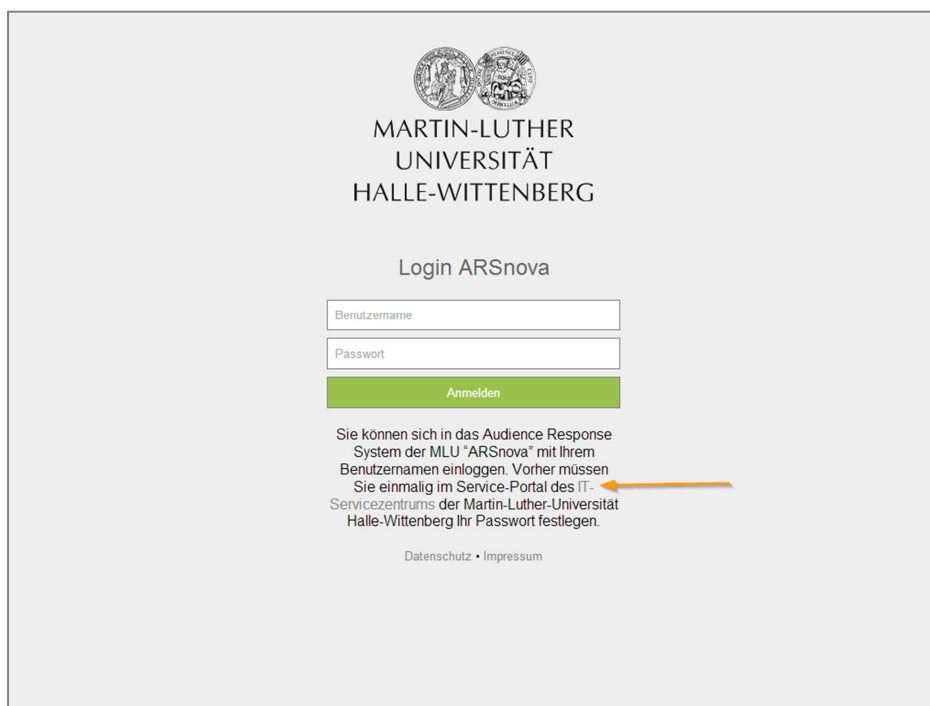 MARTIN-LUTHER
UNIVERSITÄT
HALLE-WITTENBERG
Login ARSnova
Benutzername
Passwort
Anmelden
Sie können sich in das Audience Response
System der MLU "ARSnova" mit Ihrem
Benutzernamen einloggen. Vorher müssen
Sie einmalig im Service-Portal des IT-
Servicezentrums der Martin-Luther-Universität
Halle-Wittenberg Ihr Passwort festlegen.
Datenschutz • Impressum